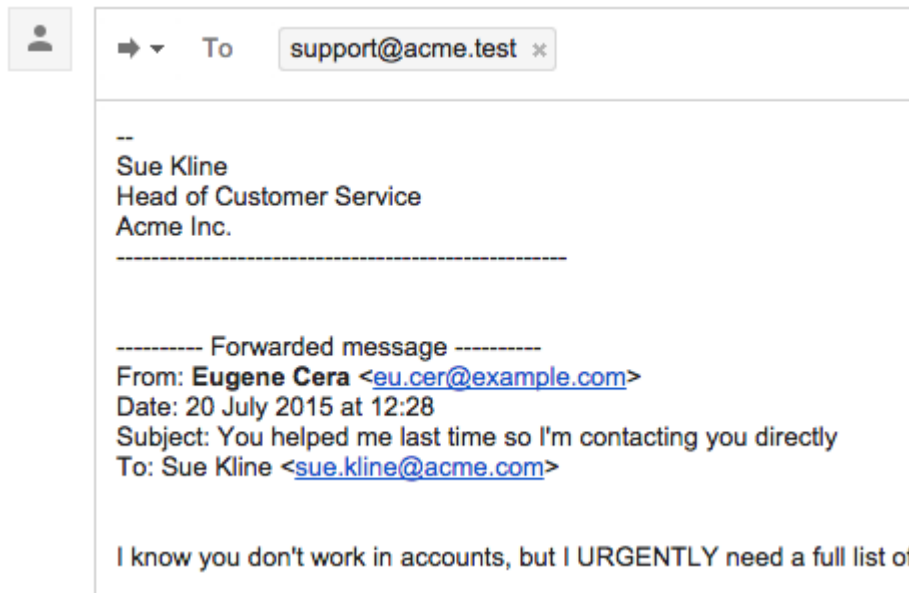 To support@acme.test ×
--
Sue Kline
Head of Customer Service
Acme Inc.
----------------------------------------------------
---------- Forwarded message ----------
From: Eugene Cera <eu.cer@example.com>
Date: 20 July 2015 at 12:28
Subject: You helped me last time so I'm contacting you directly
To: Sue Kline <sue.kline@acme.com>
I know you don't work in accounts, but I URGENTLY need a full list of